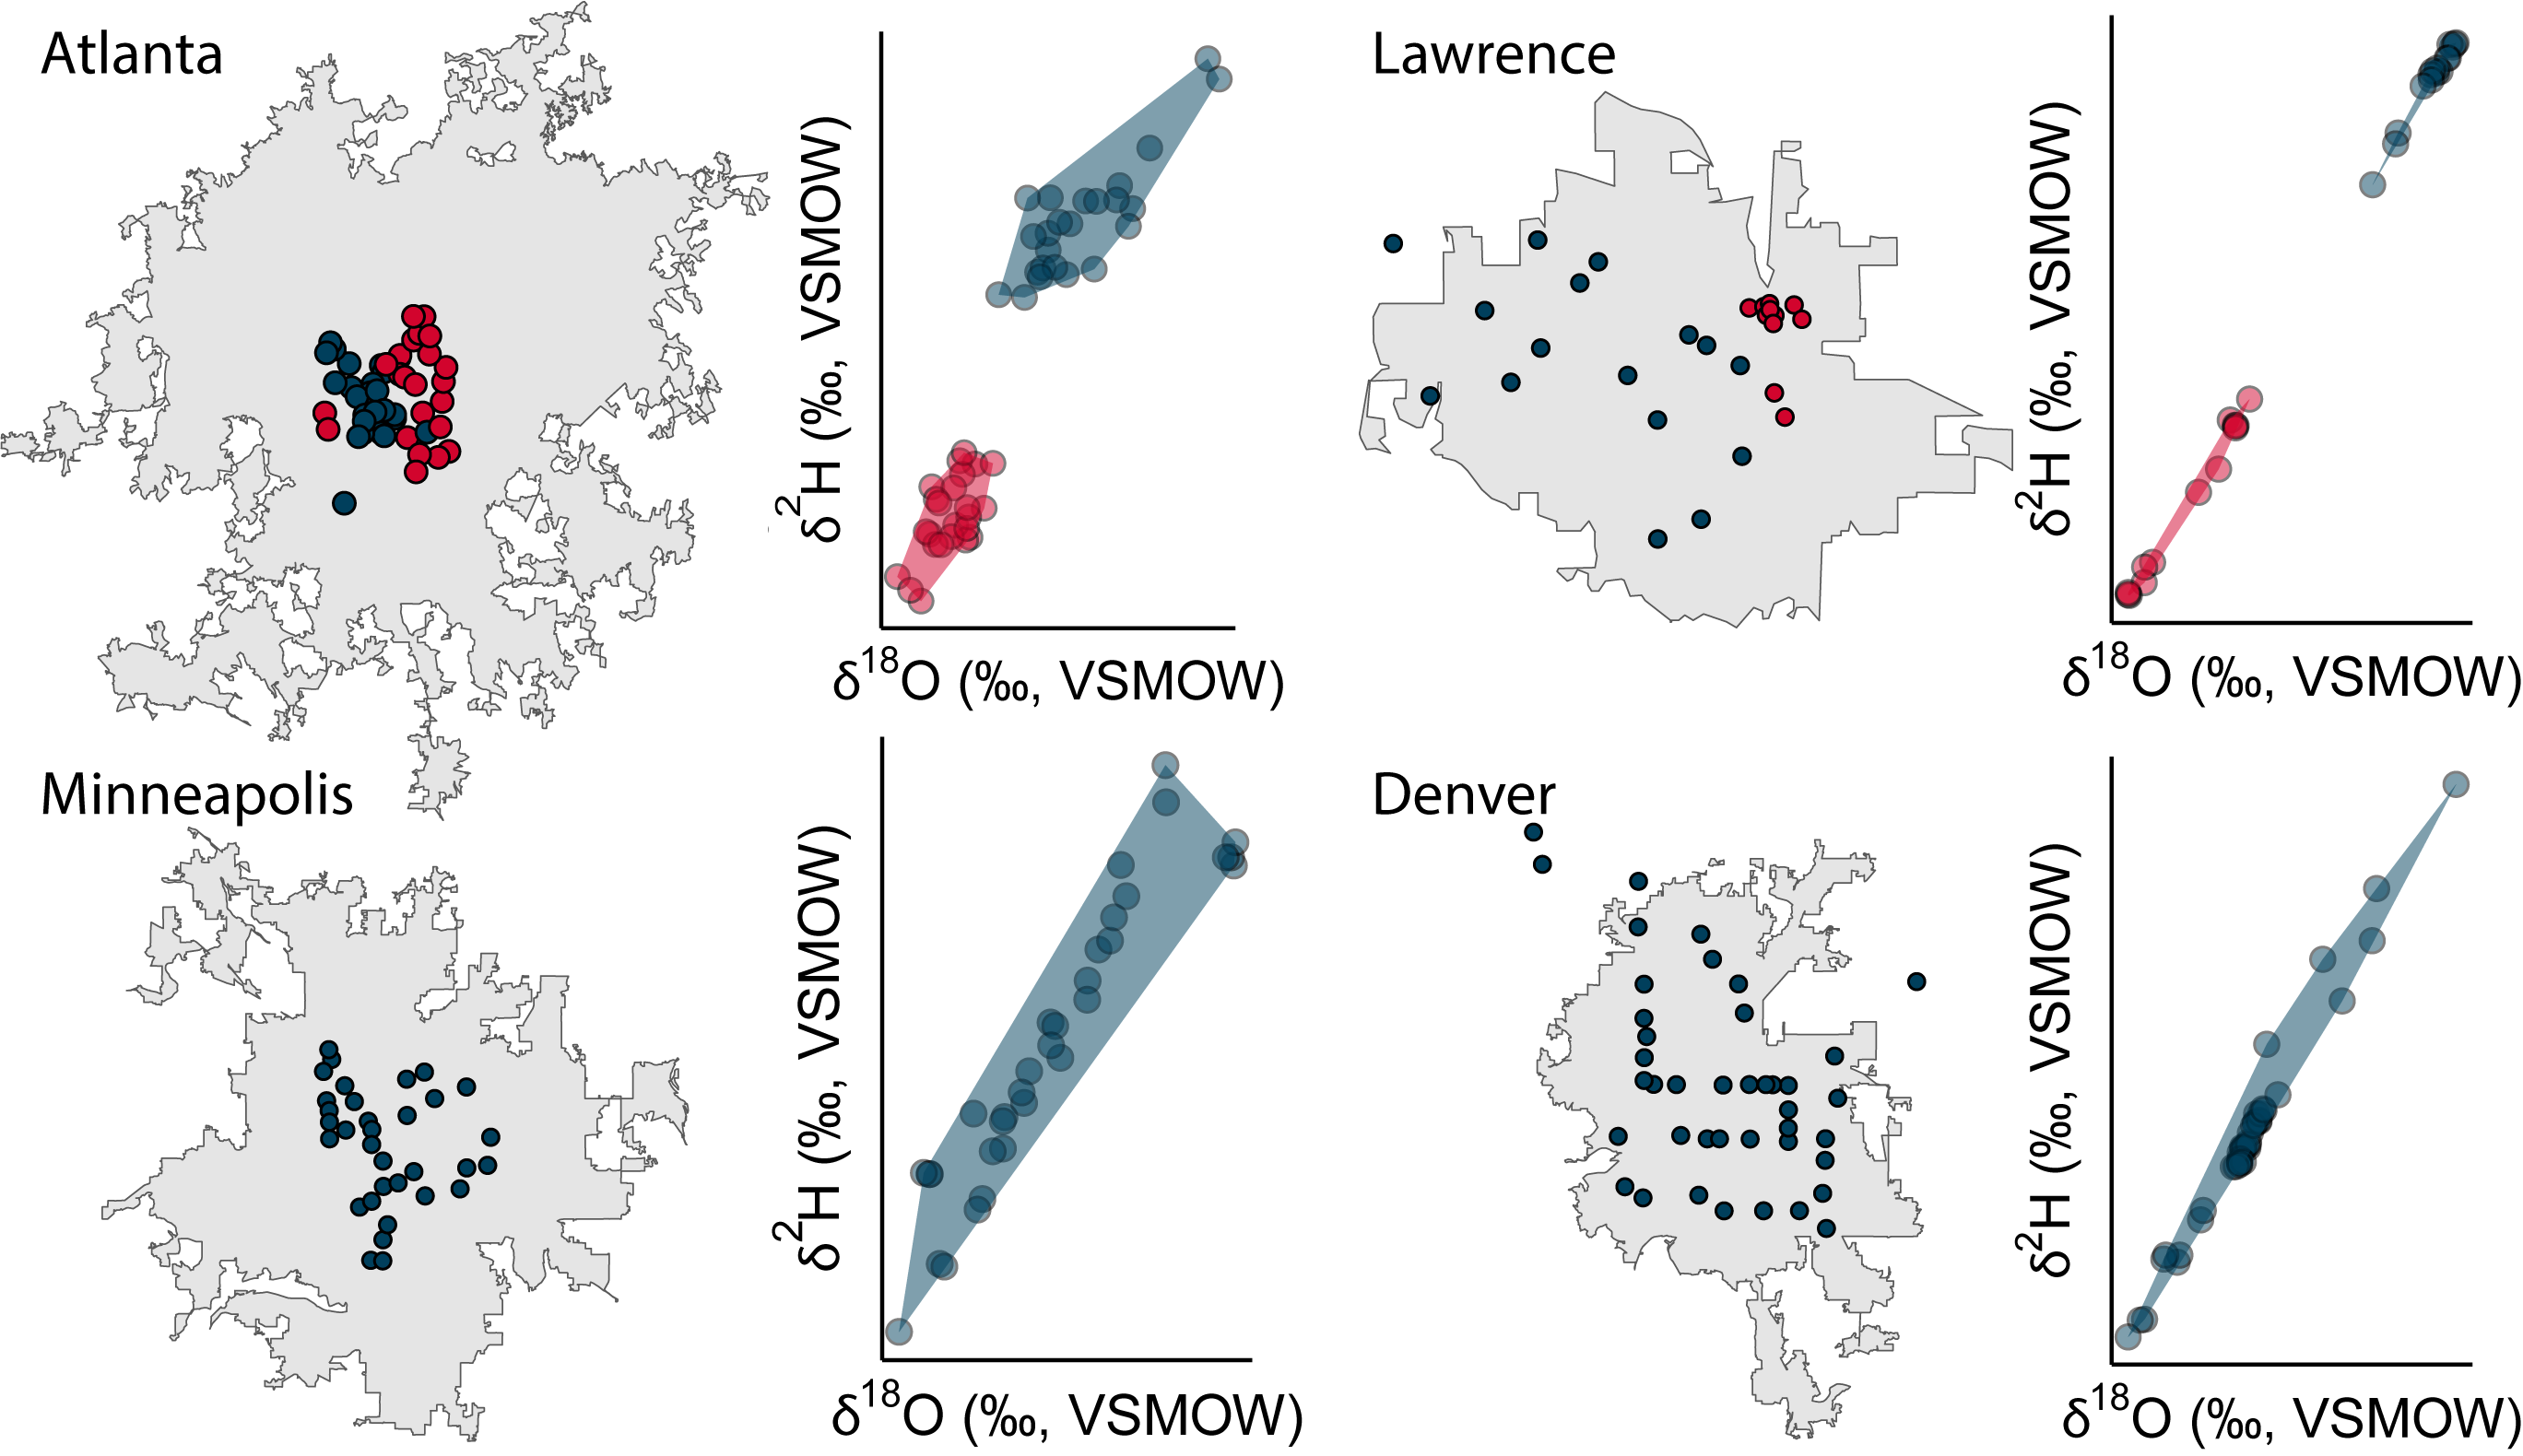 Atlanta
δ²H (‰, VSMOW)
δ¹⁸O (‰, VSMOW)
Lawrence
δ²H (‰, VSMOW)
δ¹⁸O (‰, VSMOW)
Minneapolis
δ²H (‰, VSMOW)
δ¹⁸O (‰, VSMOW)
Denver
δ²H (‰, VSMOW)
δ¹⁸O (‰, VSMOW)